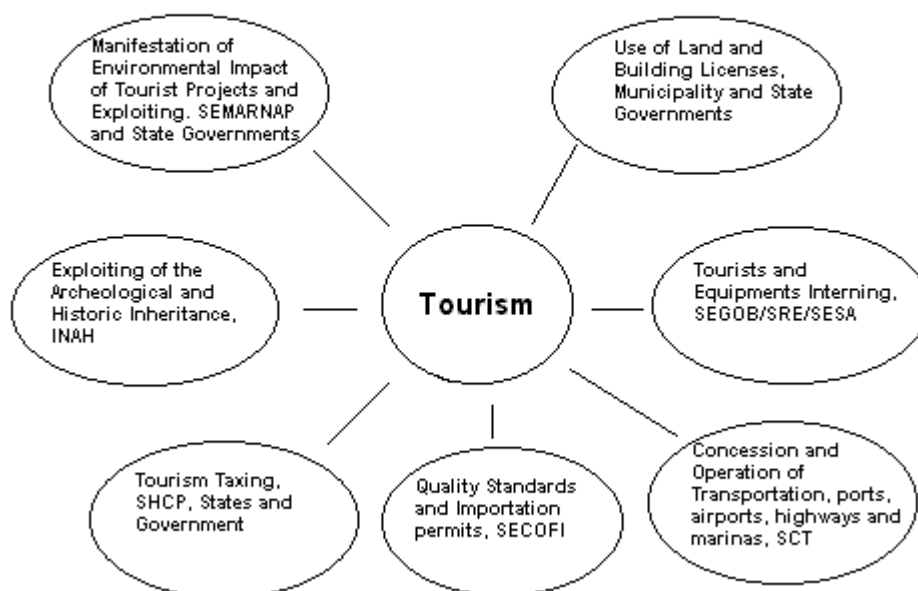 Manifestation of
Environmental Impact
of Tourist Projects and
Exploiting. SEMARNAP
and State Governments
Use of Land and
Building Licenses,
Municipality and State
Governments
Exploiting of the
Archeological and
Historic Inheritance,
INAH
Tourism
Tourists and
Equipments Interning,
SEGOB/SRE/SESA
Tourism Taxing,
SHCP, States and
Government
Quality Standards
and Importation
permits, SECOFI
Concession and
Operation of
Transportation, ports,
airports, highways and
marinas, SCT